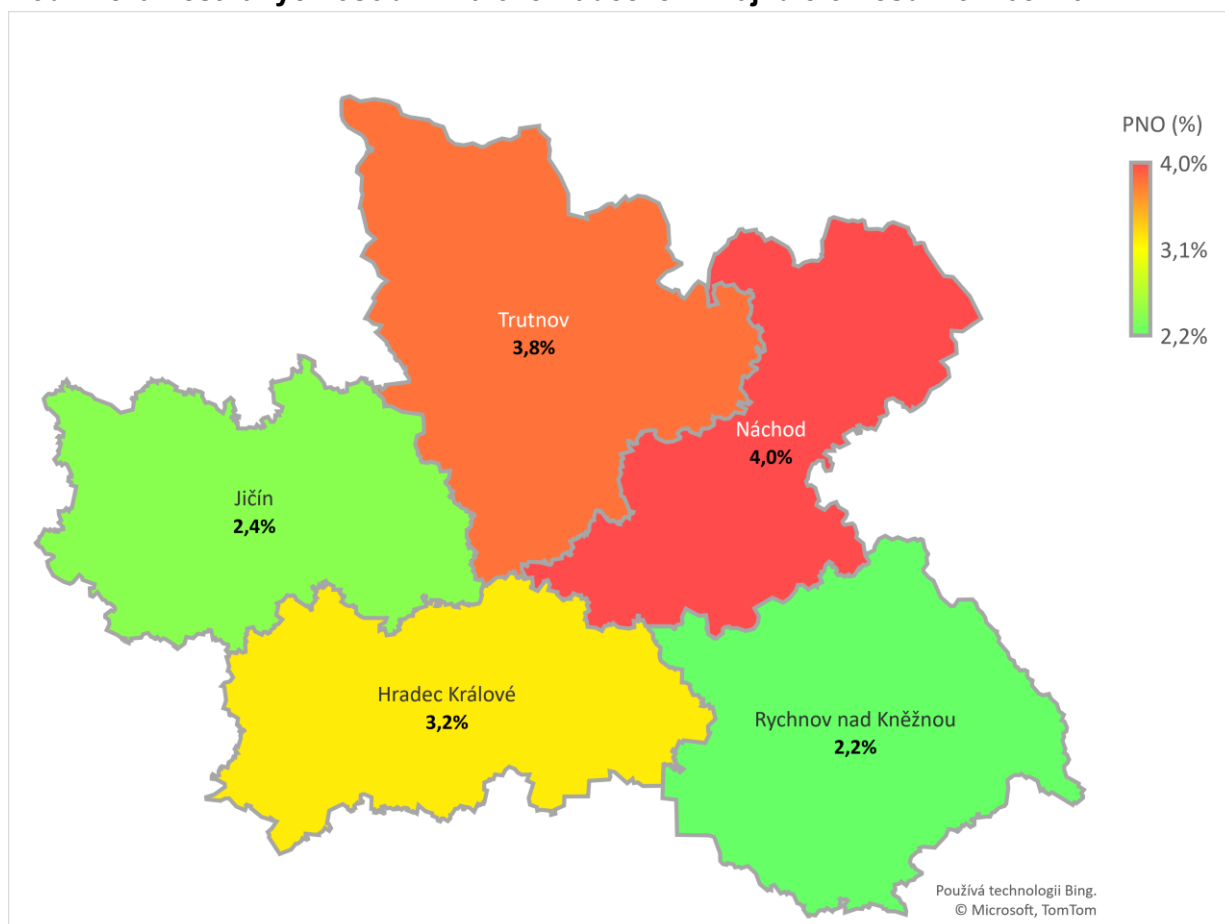 PNO (%)
4,0%
3,1%
2,2%
Trutnov
3,8%
Náchod
4,0%
Jičín
2,4%
Hradec Králové
3,2%
Rychnov nad Kněžnou
2,2%
Používá technologii Bing.
© Microsoft, TomTom